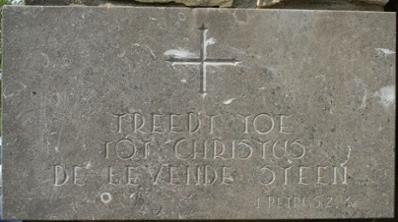 TREEDT TOE
TOT CHRISTUS
DE LEVENDE STEEN
1 PETRUS 2, 4